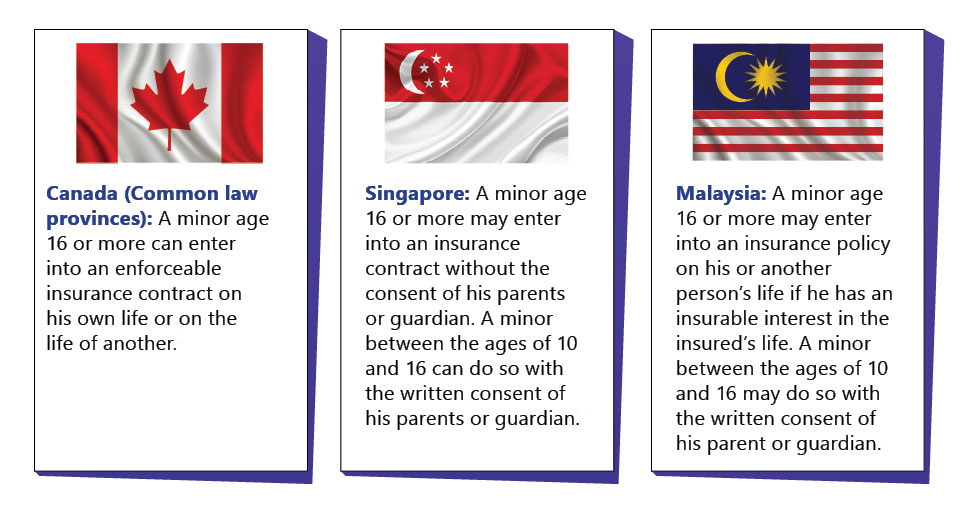 Canada (Common law
provinces): A minor age
16 or more can enter
into an enforceable
insurance contract on
his own life or on the
life of another.
Singapore: A minor age
16 or more may enter
into an insurance
contract without the
consent of his parents
or guardian. A minor
between the ages of 10
and 16 can do so with
the written consent of
his parents or guardian.
Malaysia: A minor age
16 or more may enter
into an insurance policy
on his or another
person’s life if he has an
insurable interest in the
insured’s life. A minor
between the ages of 10
and 16 may do so with
the written consent of
his parent or guardian.